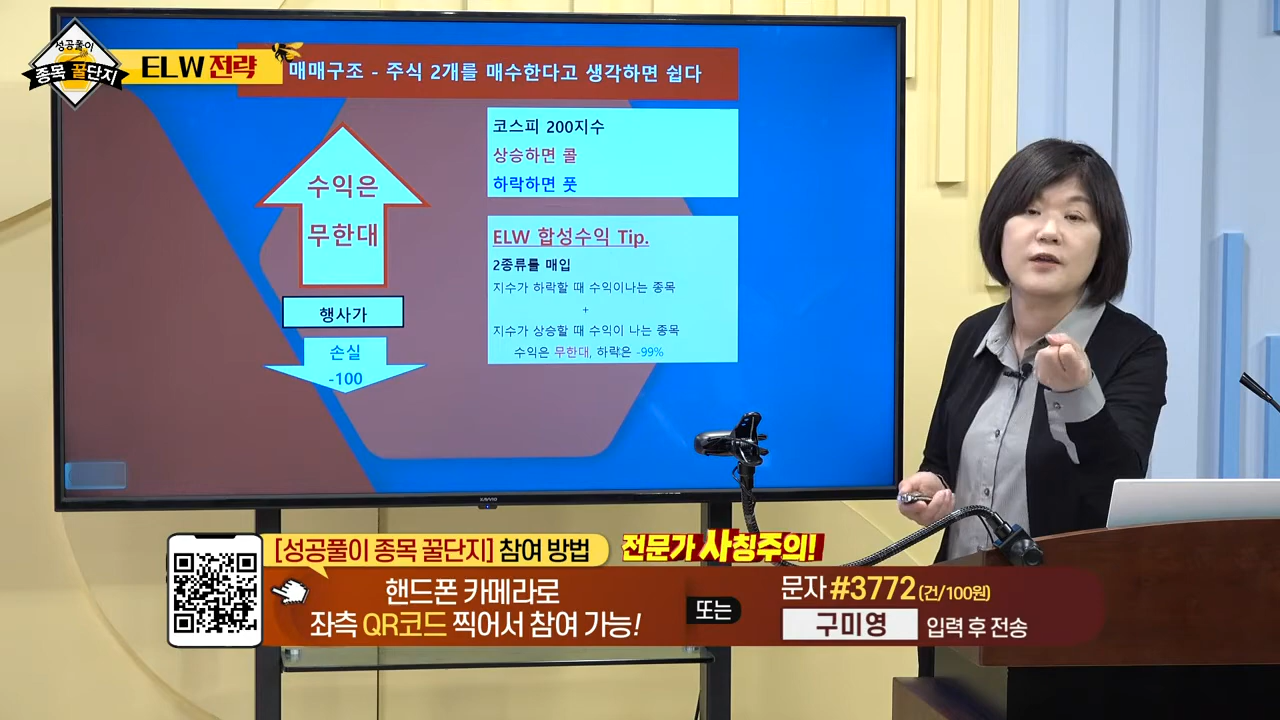 성공풀이
종목 꿀단지
ELW 전략
매매구조 - 주식 2개를 매수한다고 생각하면 쉽다
수익은
무한대
행사가
손실
-100
코스피 200지수
상승하면 콜
하락하면 풋
ELW 합성수익 Tip.
2종류를 매입
지수가 하락할 때 수익이나는 종목
+
지수가 상승할 때 수익이 나는 종목
수익은 무한대, 하락은 -99%
[성공풀이 종목 꿀단지] 참여 방법
전문가 사칭주의!
핸드폰 카메라로
좌측 QR코드 찍어서 참여 가능!
또는
문자 #3772 (건/100원)
구미영 입력 후 전송